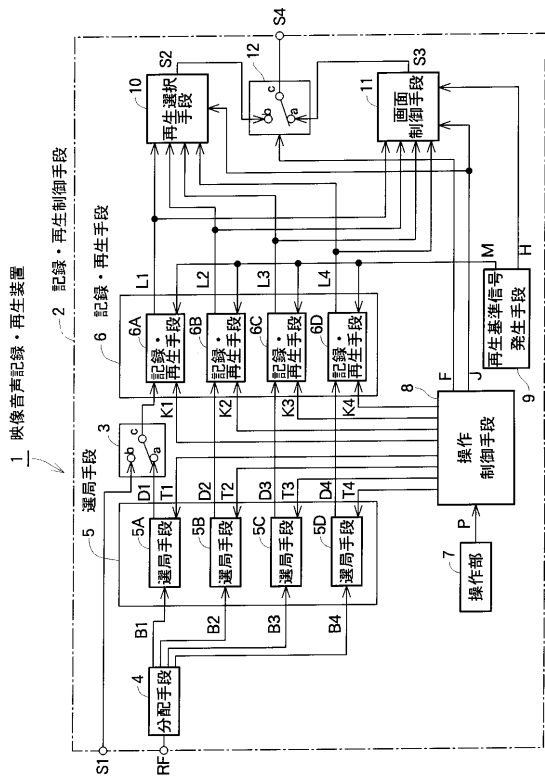 1 映像音声記録・再生装置
2 記録・再生制御手段
S1
RF
4
分配手段
B1
B2
B3
B4
選局手段
5
5A
選局手段
5B
選局手段
5C
選局手段
5D
選局手段
D1
T1
D2
T2
D3
T3
D4
T4
3
a
b
c
記録・再生手段
6
6A
記録・再生手段
6B
記録・再生手段
6C
記録・再生手段
6D
記録・再生手段
K1
K2
K3
K4
L1
L2
L3
L4
7
操作部
P
8
操作
制御手段
F
J
9
再生基準信号
発生手段
M
H
10
再生選択
手段
S2
12
a
b
c
11
画面
制御手段
S3
S4